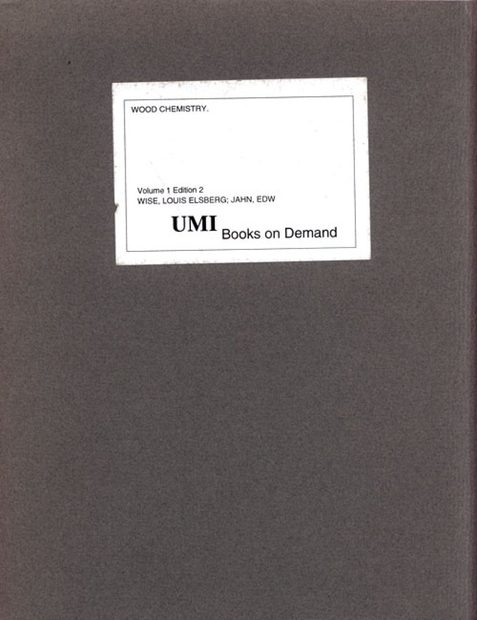 WOOD CHEMISTRY.
Volume 1 Edition 2
WISE, LOUIS ELSBERG; JAHN, EDW
UMI Books on Demand